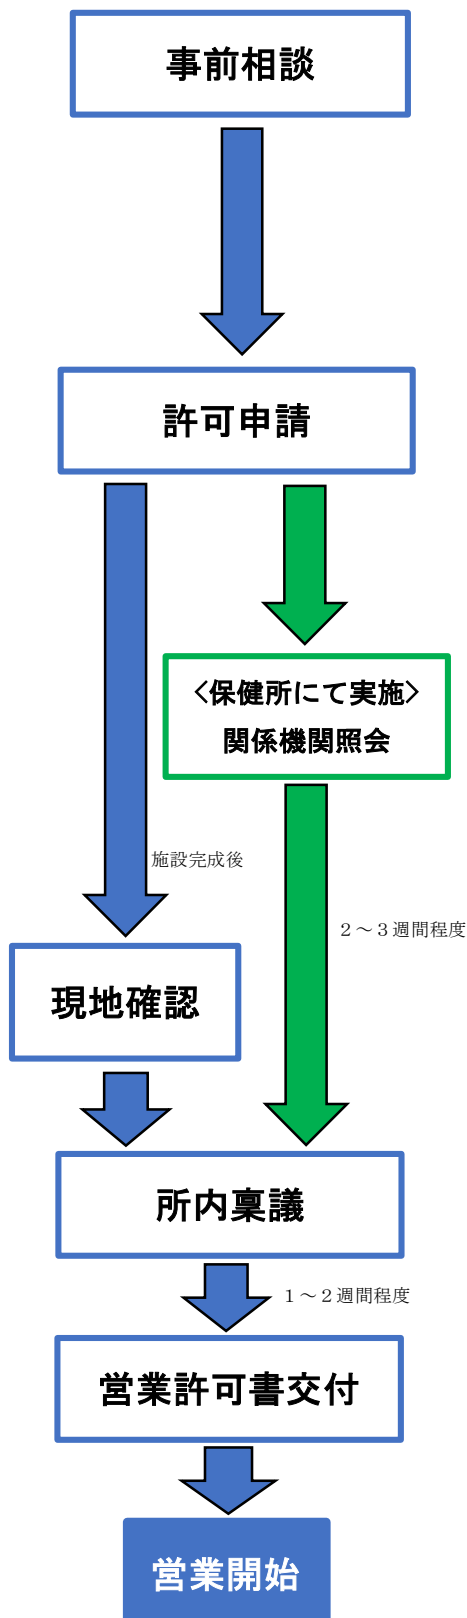 事前相談
許可申請
<保健所にて実施>
関係機関照会
施設完成後
２～３週間程度
現地確認
所内稟議
１～２週間程度
営業許可書交付
営業開始